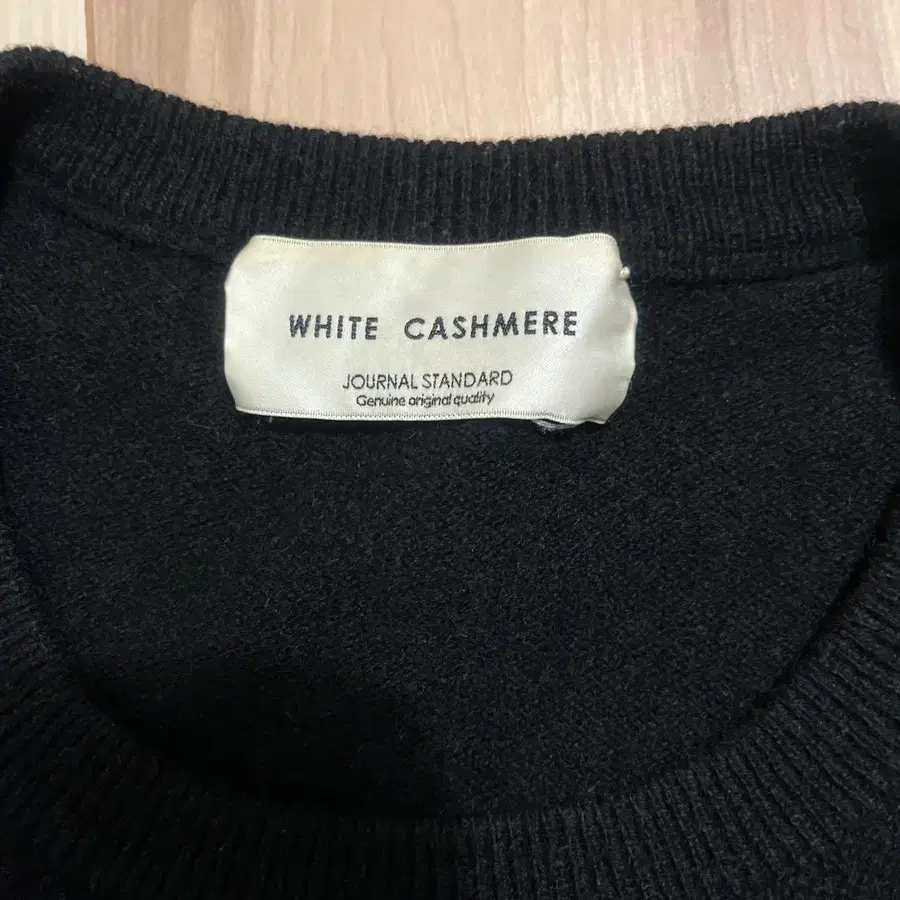 WHITE CASHMERE
JOURNAL STANDARD
Genuine original quality